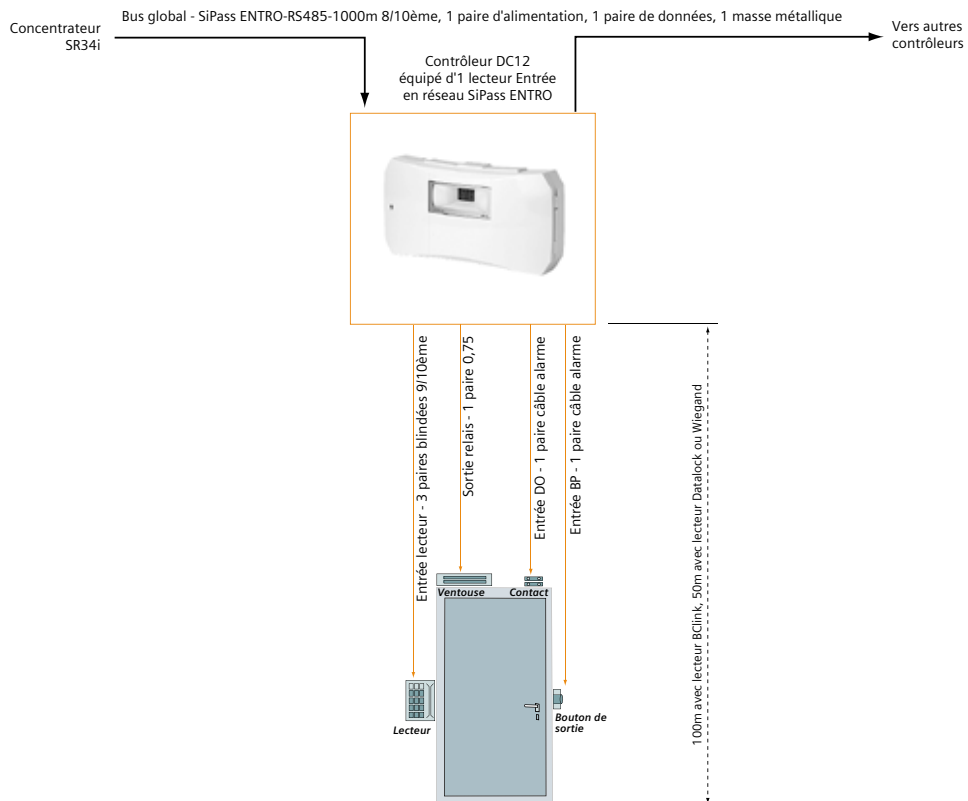 Bus global - SiPass ENTRO-RS485-1000m 8/10ème, 1 paire d'alimentation, 1 paire de données, 1 masse métallique
Concentrateur
SR34i
Vers autres
contrôleurs
Contrôleur DC12
équipé d'1 lecteur Entrée
en réseau SiPass ENTRO
Entrée lecteur - 3 paires blindées 9/10ème
Sortie relais - 1 paire 0,75
Entrée DO - 1 paire câble alarme
Entrée BP - 1 paire câble alarme
100m avec lecteur BClink, 50m avec lecteur Datalock ou Wiegand
Ventouse
Contact
Lecteur
Bouton de
sortie